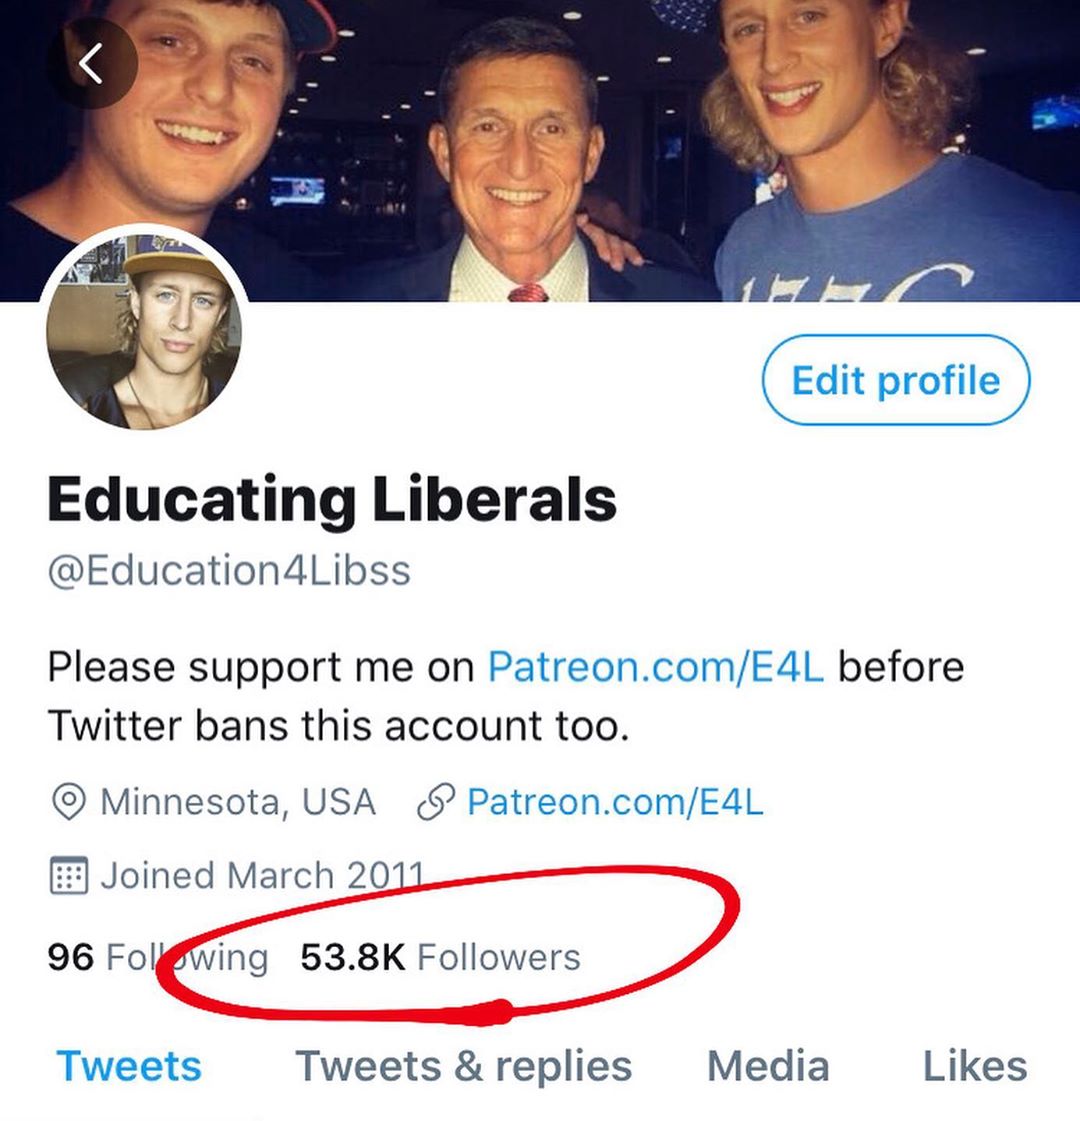 Edit profile
Educating Liberals
@Education4Libss
Please support me on Patreon.com/E4L before
Twitter bans this account too.
Minnesota, USA Patreon.com/E4L
Joined March 2011
96 Following 53.8K Followers
Tweets Tweets & replies Media Likes